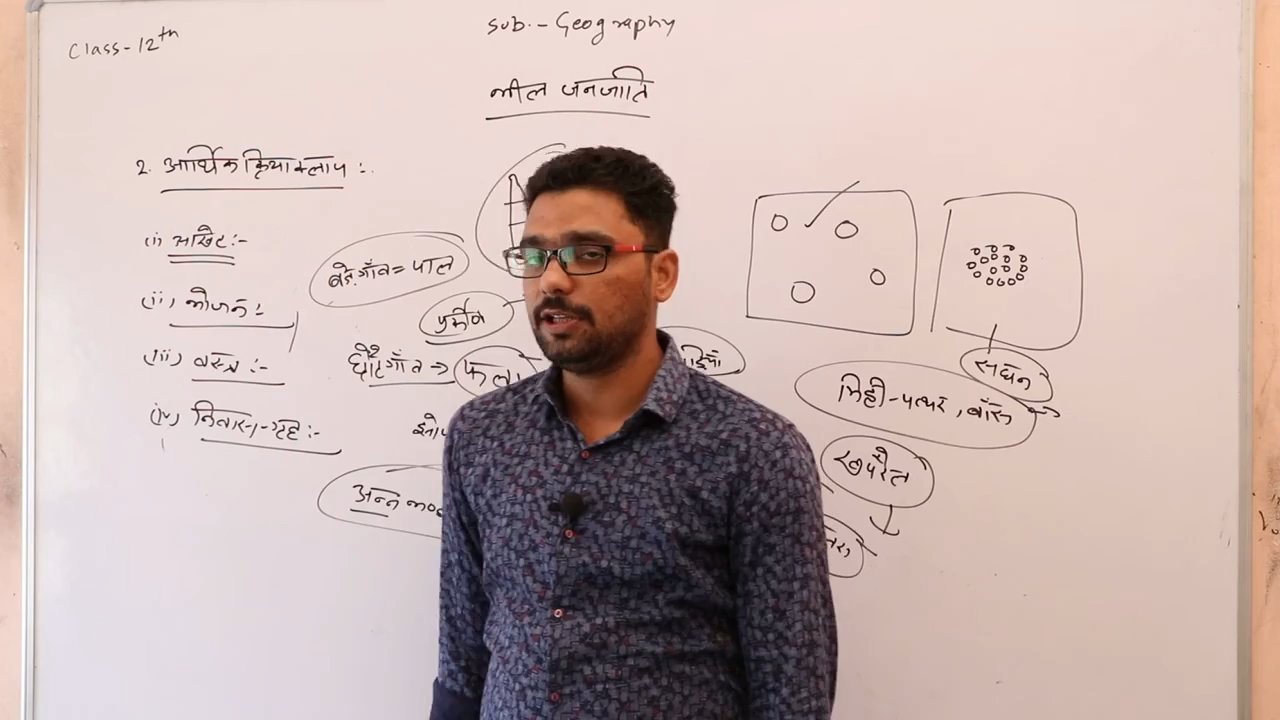 Class-12th
Sub.- Geography
भील जनजाति
2. आर्थिक क्रियाकलाप :-
(i) आखेट:-
बड़े गाँव = पाल
(ii) भोजन:-
(iii) वस्त्र :-
छोटे गाँव → फला
सघन
मिट्टी-पत्थर, बाँस
(iv) निवास-गृह:-
खपरैल
अन्न